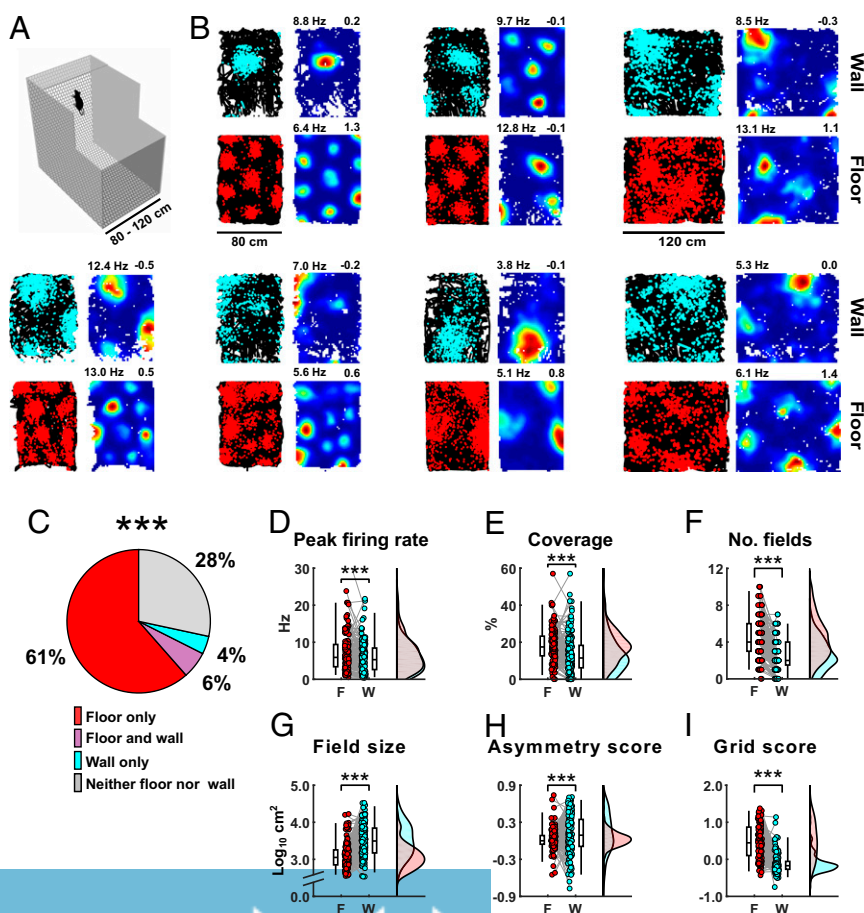 A
B
80 - 120 cm
8.8 Hz 0.2
9.7 Hz -0.1
8.5 Hz -0.3
Wall
6.4 Hz 1.3
12.8 Hz -0.1
13.1 Hz 1.1
Floor
80 cm
120 cm
12.4 Hz -0.5
7.0 Hz -0.2
3.8 Hz -0.1
5.3 Hz 0.0
Wall
13.0 Hz 0.5
5.6 Hz 0.6
5.1 Hz 0.8
6.1 Hz 1.4
Floor
C
***
28%
61%
4%
6%
Floor only
Floor and wall
Wall only
Neither floor nor wall
D
Peak firing rate
***
Hz
30
20
10
0
F W
E
Coverage
***
%
60
40
20
0
F W
F
No. fields
***
12
8
4
0
F W
G
Field size
***
Log10 cm2
5.0
4.0
3.0
0.0
F W
H
Asymmetry score
***
0.9
0.3
-0.3
-0.9
F W
I
Grid score
***
2.0
1.0
0.0
-1.0
F W